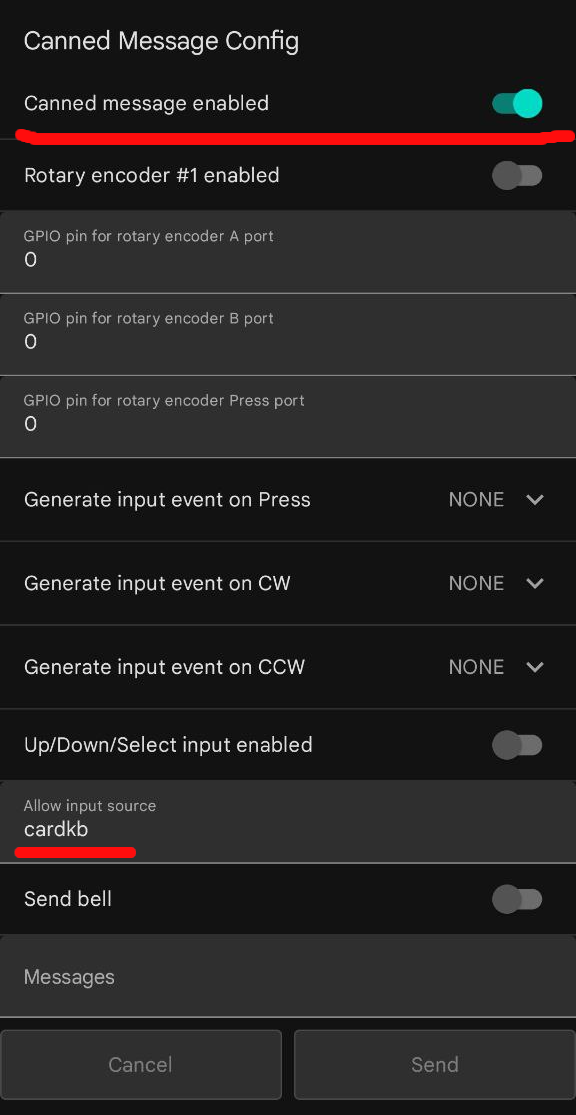 Canned Message Config
Canned message enabled
Rotary encoder #1 enabled
GPIO pin for rotary encoder A port
0
GPIO pin for rotary encoder B port
0
GPIO pin for rotary encoder Press port
0
Generate input event on Press NONE
Generate input event on CW NONE
Generate input event on CCW NONE
Up/Down/Select input enabled
Allow input source
cardkb
Send bell
Messages
Cancel Send